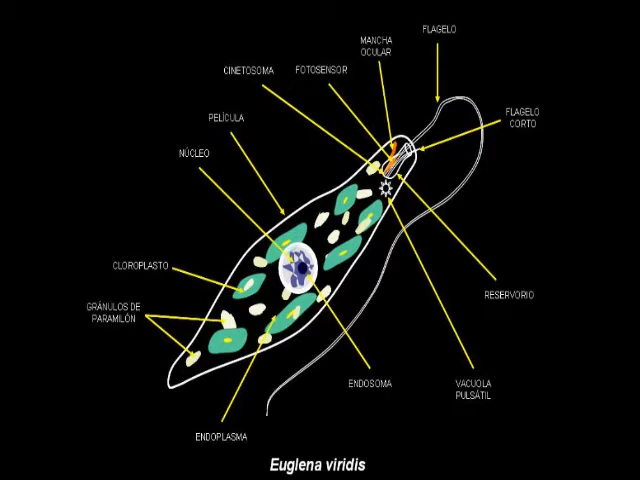 FLAGELO
MANCHA
OCULAR
CINETOSOMA
FOTOSENSOR
FLAGELO
CORTO
PELÍCULA
NÚCLEO
CLOROPLASTO
RESERVORIO
GRÁNULOS DE
PARAMILÓN
ENDOSOMA
VACUOLA
PULSÁTIL
ENDOPLASMA
Euglena viridis